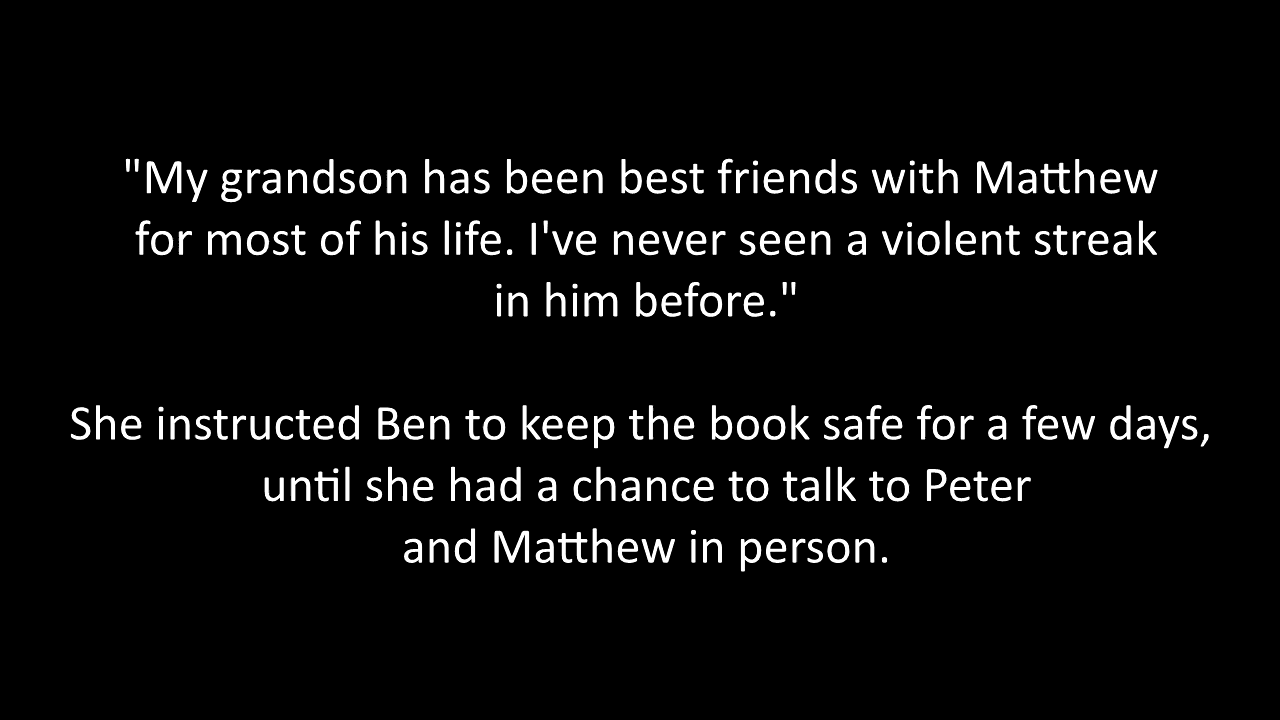 "My grandson has been best friends with Matthew
for most of his life. I've never seen a violent streak
in him before."
She instructed Ben to keep the book safe for a few days,
until she had a chance to talk to Peter
and Matthew in person.